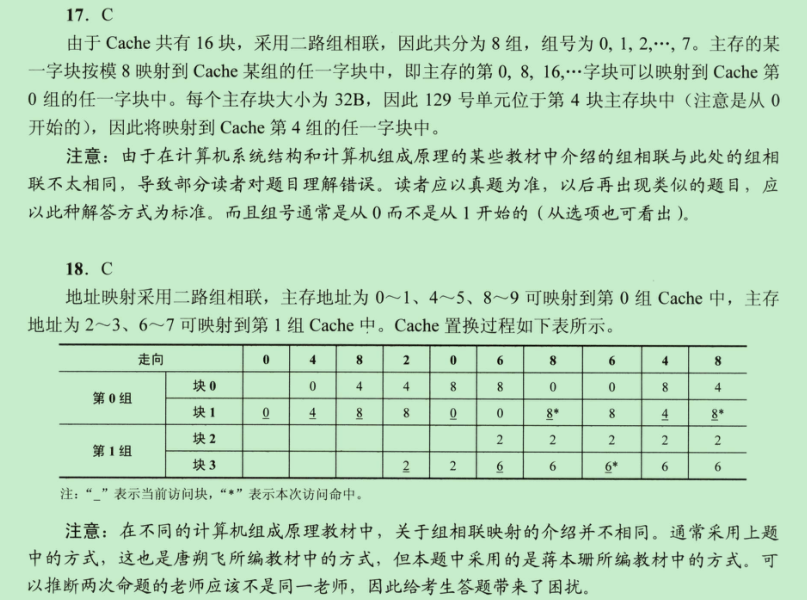 17．C
由于 Cache 共有 16 块，采用二路组相联，因此共分为 8 组，组号为 0, 1, 2,…, 7。主存的某
一字块按模 8 映射到 Cache 某组的任一字块中，即主存的第 0, 8, 16,…字块可以映射到 Cache 第
0 组的任一字块中。每个主存块大小为 32B，因此 129 号单元位于第 4 块主存块中（注意是从 0
开始的），因此将映射到 Cache 第 4 组的任一字块中。
注意：由于在计算机系统结构和计算机组成原理的某些教材中介绍的组相联与此处的组相
联不太相同，导致部分读者对题目理解错误。读者应以真题为准，以后再出现类似的题目，应
以此种解答方式为标准。而且组号通常是从 0 而不是从 1 开始的（从选项也可看出）。
18．C
地址映射采用二路组相联，主存地址为 0～1、4～5、8～9 可映射到第 0 组 Cache 中，主存
地址为 2～3、6～7 可映射到第 1 组 Cache 中。Cache 置换过程如下表所示。
走向 0 4 8 2 0 6 8 6 4 8
第 0 组 块 0 0 4 4 8 8 0 0 8 4
块 1 0 4 8 8 0 0 8* 8 4 8*
第 1 组 块 2 2 2 2 2 2
块 3 2 2 6 6 6* 6 6
注：“_”表示当前访问块，“*”表示本次访问命中。
注意：在不同的计算机组成原理教材中，关于组相联映射的介绍并不相同。通常采用上题
中的方式，这也是唐朔飞所编教材中的方式，但本题中采用的是蒋本珊所编教材中的方式。可
以推断两次命题的老师应该不是同一老师，因此给考生答题带来了困扰。